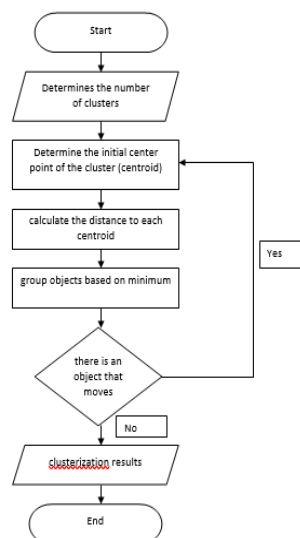 Start
Determines the number
of clusters
Determine the initial center
point of the cluster (centroid)
calculate the distance to each
centroid
Yes
group objects based on minimum
there is an
object that
moves
No
clusterization results
End